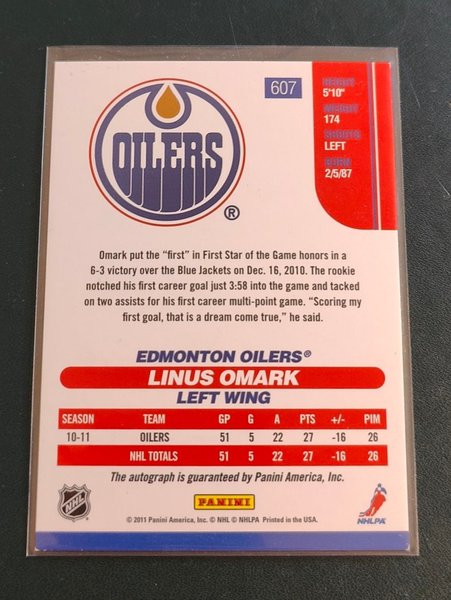 607
OILERS
®
HEIGHT
5'10"
WEIGHT
174
SHOOTS
LEFT
BORN
2/5/87
Omark put the “first” in First Star of the Game honors in a
6-3 victory over the Blue Jackets on Dec. 16, 2010. The rookie
notched his first career goal just 3:58 into the game and tacked
on two assists for his first career multi-point game. “Scoring my
first goal, that is a dream come true,” he said.
EDMONTON OILERS®
LINUS OMARK
LEFT WING
SEASON TEAM GP G A PTS +/- PIM
10-11 OILERS 51 5 22 27 -16 26
NHL TOTALS 51 5 22 27 -16 26
The autograph is guaranteed by Panini America, Inc.
NHL
PANINI
NHLPA
© 2011 Panini America, Inc. © NHL © NHLPA Printed in the USA.